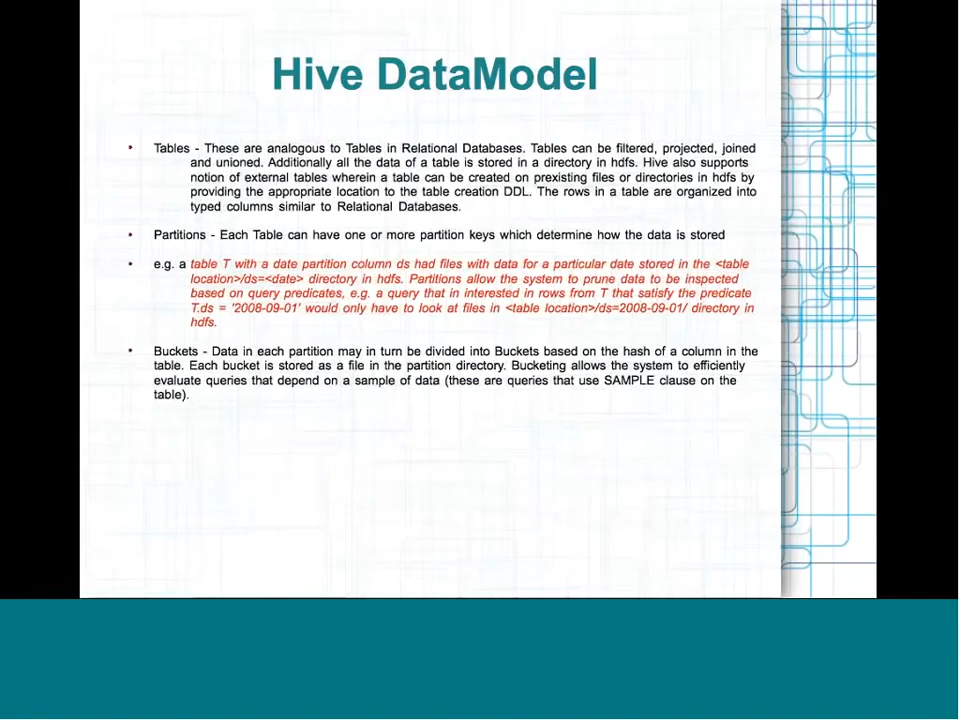 Hive DataModel
• Tables - These are analogous to Tables in Relational Databases. Tables can be filtered, projected, joined
and unioned. Additionally all the data of a table is stored in a directory in hdfs. Hive also supports
notion of external tables wherein a table can be created on prexisting files or directories in hdfs by
providing the appropriate location to the table creation DDL. The rows in a table are organized into
typed columns similar to Relational Databases.
• Partitions - Each Table can have one or more partition keys which determine how the data is stored
• e.g. a table T with a date partition column ds had files with data for a particular date stored in the <table
location>/ds=<date> directory in hdfs. Partitions allow the system to prune data to be inspected
based on query predicates, e.g. a query that in interested in rows from T that satisfy the predicate
T.ds = '2008-09-01' would only have to look at files in <table location>/ds=2008-09-01/ directory in
hdfs.
• Buckets - Data in each partition may in turn be divided into Buckets based on the hash of a column in the
table. Each bucket is stored as a file in the partition directory. Bucketing allows the system to efficiently
evaluate queries that depend on a sample of data (these are queries that use SAMPLE clause on the
table).